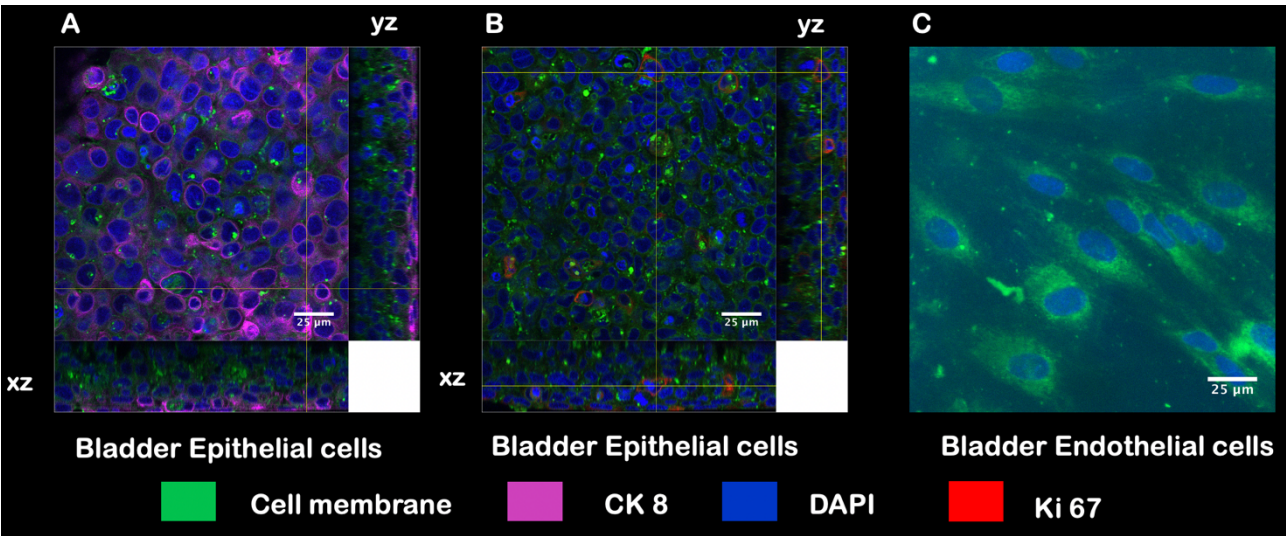 A
yz
B
yz
C
25 µm
25 µm
25 µm
xz
xz
Bladder Epithelial cells
Bladder Epithelial cells
Bladder Endothelial cells
Cell membrane
CK 8
DAPI
Ki 67